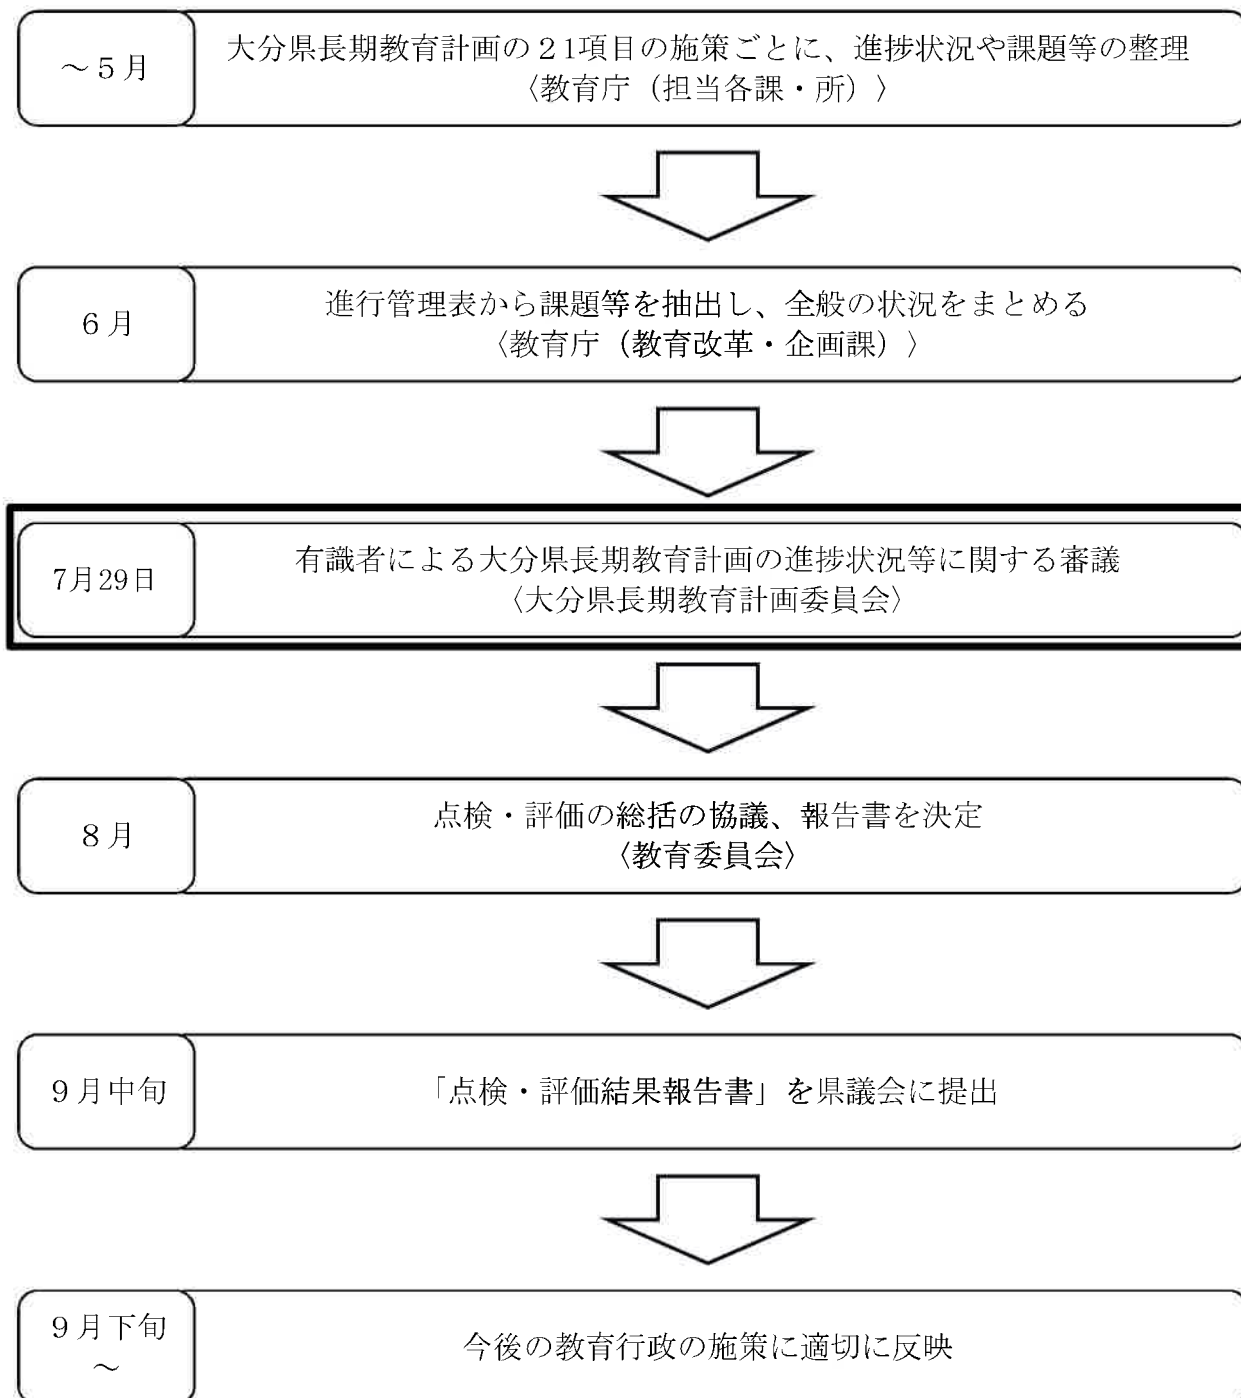 ～５月
大分県長期教育計画の２1項目の施策ごとに、進捗状況や課題等の整理
〈教育庁（担当各課・所）〉
６月
進行管理表から課題等を抽出し、全般の状況をまとめる
〈教育庁（教育改革・企画課）〉
7月29日
有識者による大分県長期教育計画の進捗状況等に関する審議
〈大分県長期教育計画委員会〉
８月
点検・評価の総括の協議、報告書を決定
〈教育委員会〉
９月中旬
「点検・評価結果報告書」を県議会に提出
９月下旬
～
今後の教育行政の施策に適切に反映